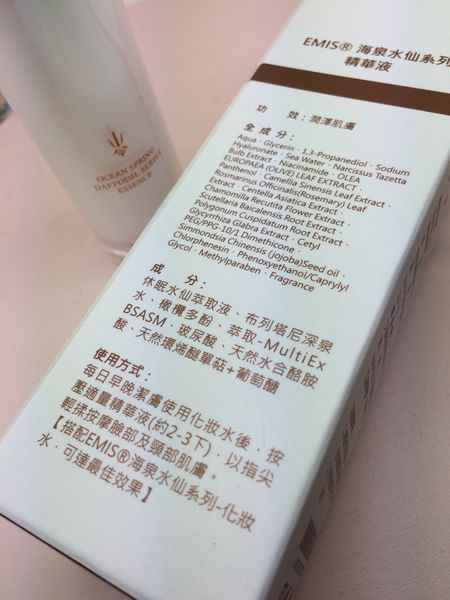 EMIS® 海泉水仙系列
精華液
OCEAN SPRING
DAFFODIL SERIES
ESSENCE
功 效：潤澤肌膚
全成分：
Aqua、Glycerin、1,3-Propanediol、Sodium
Hyaluronate、Sea Water、Narcissus Tazetta
Bulb Extract、Niacinamide、OLEA
EUROPAEA (OLIVE) LEAF EXTRACT、
Panthenol、Camellia Sinensis Leaf Extract、
Rosmarinus Officinalis(Rosemary) Leaf
Extract、Centella Asiatica Extract、
Chamomilla Recutita Flower Extract、
Scutellaria Baicalensis Root Extract、
Polygonum Cuspidatum Root Extract、
Glycyrrhiza Glabra Extract、Cetyl
PEG/PPG-10/1 Dimethicone、
Simmondsia Chinensis (jojoba)Seed oil、
Chlorphenesin、Phenoxyethanol/Caprylyl
Glycol、Methylparaben、Fragrance
成 分：
休眠水仙萃取液、布列塔尼深泉
水、橄欖多酚、萃取-MultiEx
BSASM、玻尿酸、天然水合酪胺
酸、天然環烯醚單萜+葡萄醣
使用方式：
每日早晚潔膚使用化妝水後，按
壓適量精華液(約2-3下)，以指尖
輕揉按摩臉部及頸部肌膚。
【搭配EMIS®海泉水仙系列-化妝
水，可達最佳效果】